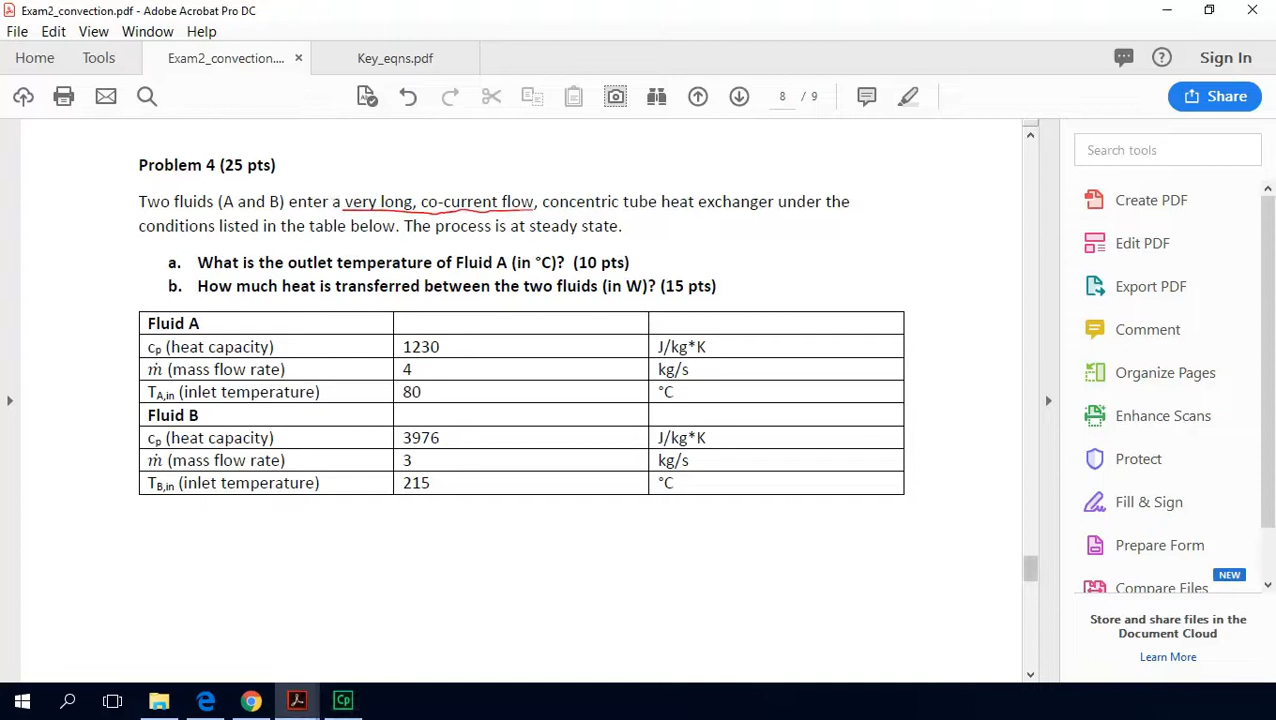 Exam2_convection.pdf - Adobe Acrobat Pro DC
File Edit View Window Help
Home Tools Exam2_convection.... × Key_eqns.pdf Sign In
8 / 9 Share
Problem 4 (25 pts)
Two fluids (A and B) enter a very long, co-current flow, concentric tube heat exchanger under the
conditions listed in the table below. The process is at steady state.
a. What is the outlet temperature of Fluid A (in °C)? (10 pts)
b. How much heat is transferred between the two fluids (in W)? (15 pts)
Fluid A
cₚ (heat capacity) 1230 J/kg*K
ṁ (mass flow rate) 4 kg/s
T_A,in (inlet temperature) 80 °C
Fluid B
cₚ (heat capacity) 3976 J/kg*K
ṁ (mass flow rate) 3 kg/s
T_B,in (inlet temperature) 215 °C
Search tools
Create PDF
Edit PDF
Export PDF
Comment
Organize Pages
Enhance Scans
Protect
Fill & Sign
Prepare Form
NEW
Compare Files
Store and share files in the
Document Cloud
Learn More
Cp